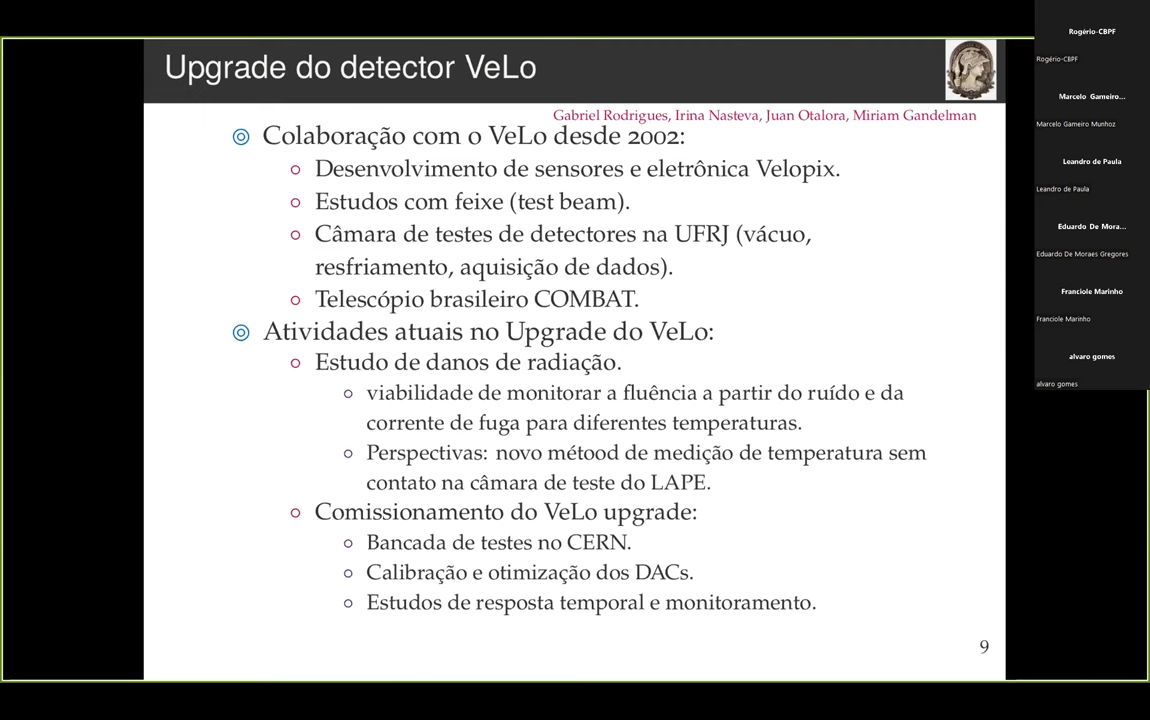 Upgrade do detector VeLo
Gabriel Rodrigues, Irina Nasteva, Juan Otalora, Miriam Gandelman
Colaboração com o VeLo desde 2002:
Desenvolvimento de sensores e eletrônica Velopix.
Estudos com feixe (test beam).
Câmara de testes de detectores na UFRJ (vácuo,
resfriamento, aquisição de dados).
Telescópio brasileiro COMBAT.
Atividades atuais no Upgrade do VeLo:
Estudo de danos de radiação.
viabilidade de monitorar a fluência a partir do ruído e da
corrente de fuga para diferentes temperaturas.
Perspectivas: novo métood de medição de temperatura sem
contato na câmara de teste do LAPE.
Comissionamento do VeLo upgrade:
Bancada de testes no CERN.
Calibração e otimização dos DACs.
Estudos de resposta temporal e monitoramento.
9
Rogério-CBPF
Rogério-CBPF
Marcelo Gameiro...
Marcelo Gameiro Munhoz
Leandro de Paula
Leandro de Paula
Eduardo De Mora...
Eduardo De Moraes Gregores
Franciole Marinho
Franciole Marinho
alvaro gomes
alvaro gomes